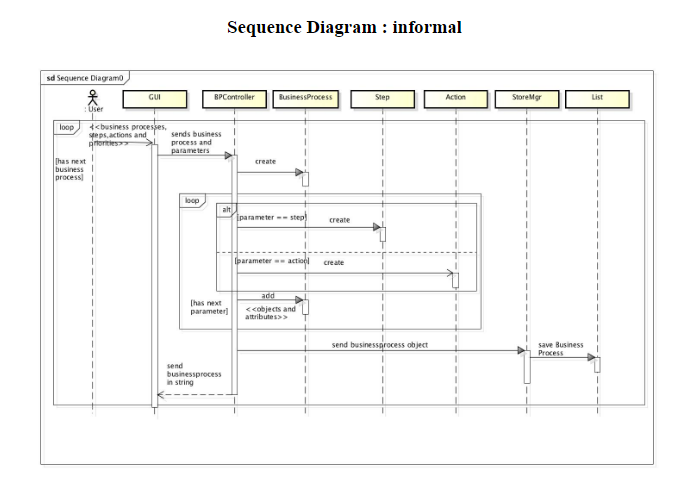 Sequence Diagram : informal
sd Sequence Diagram0
: User
GUI
BPController
BusinessProcess
Step
Action
StoreMgr
List
loop
<<business processes,
steps,actions and
priorities>>
[has next
business
process]
sends business
process and
parameters
create
loop
alt
[parameter == step]
create
[parameter == action]
create
[has next
parameter]
add
<<objects and
attributes>>
send businessprocess object
save Business
Process
send
businessprocess
in string